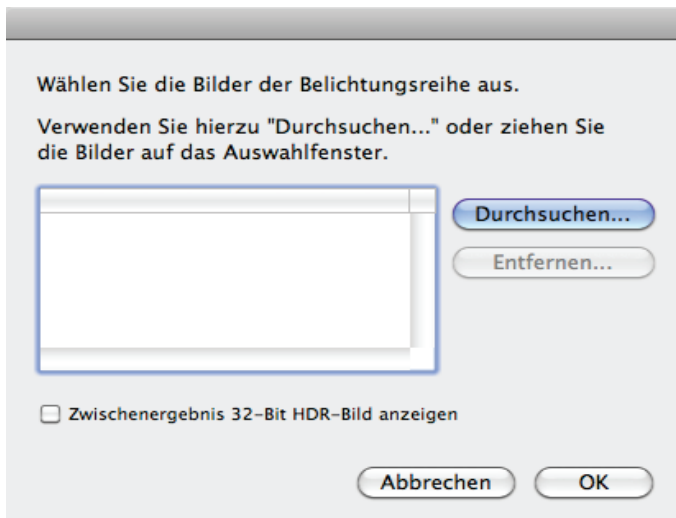 Wählen Sie die Bilder der Belichtungsreihe aus.
Verwenden Sie hierzu "Durchsuchen..." oder ziehen Sie
die Bilder auf das Auswahlfenster.
Durchsuchen...
Entfernen...
Zwischenergebnis 32-Bit HDR-Bild anzeigen
Abbrechen
OK